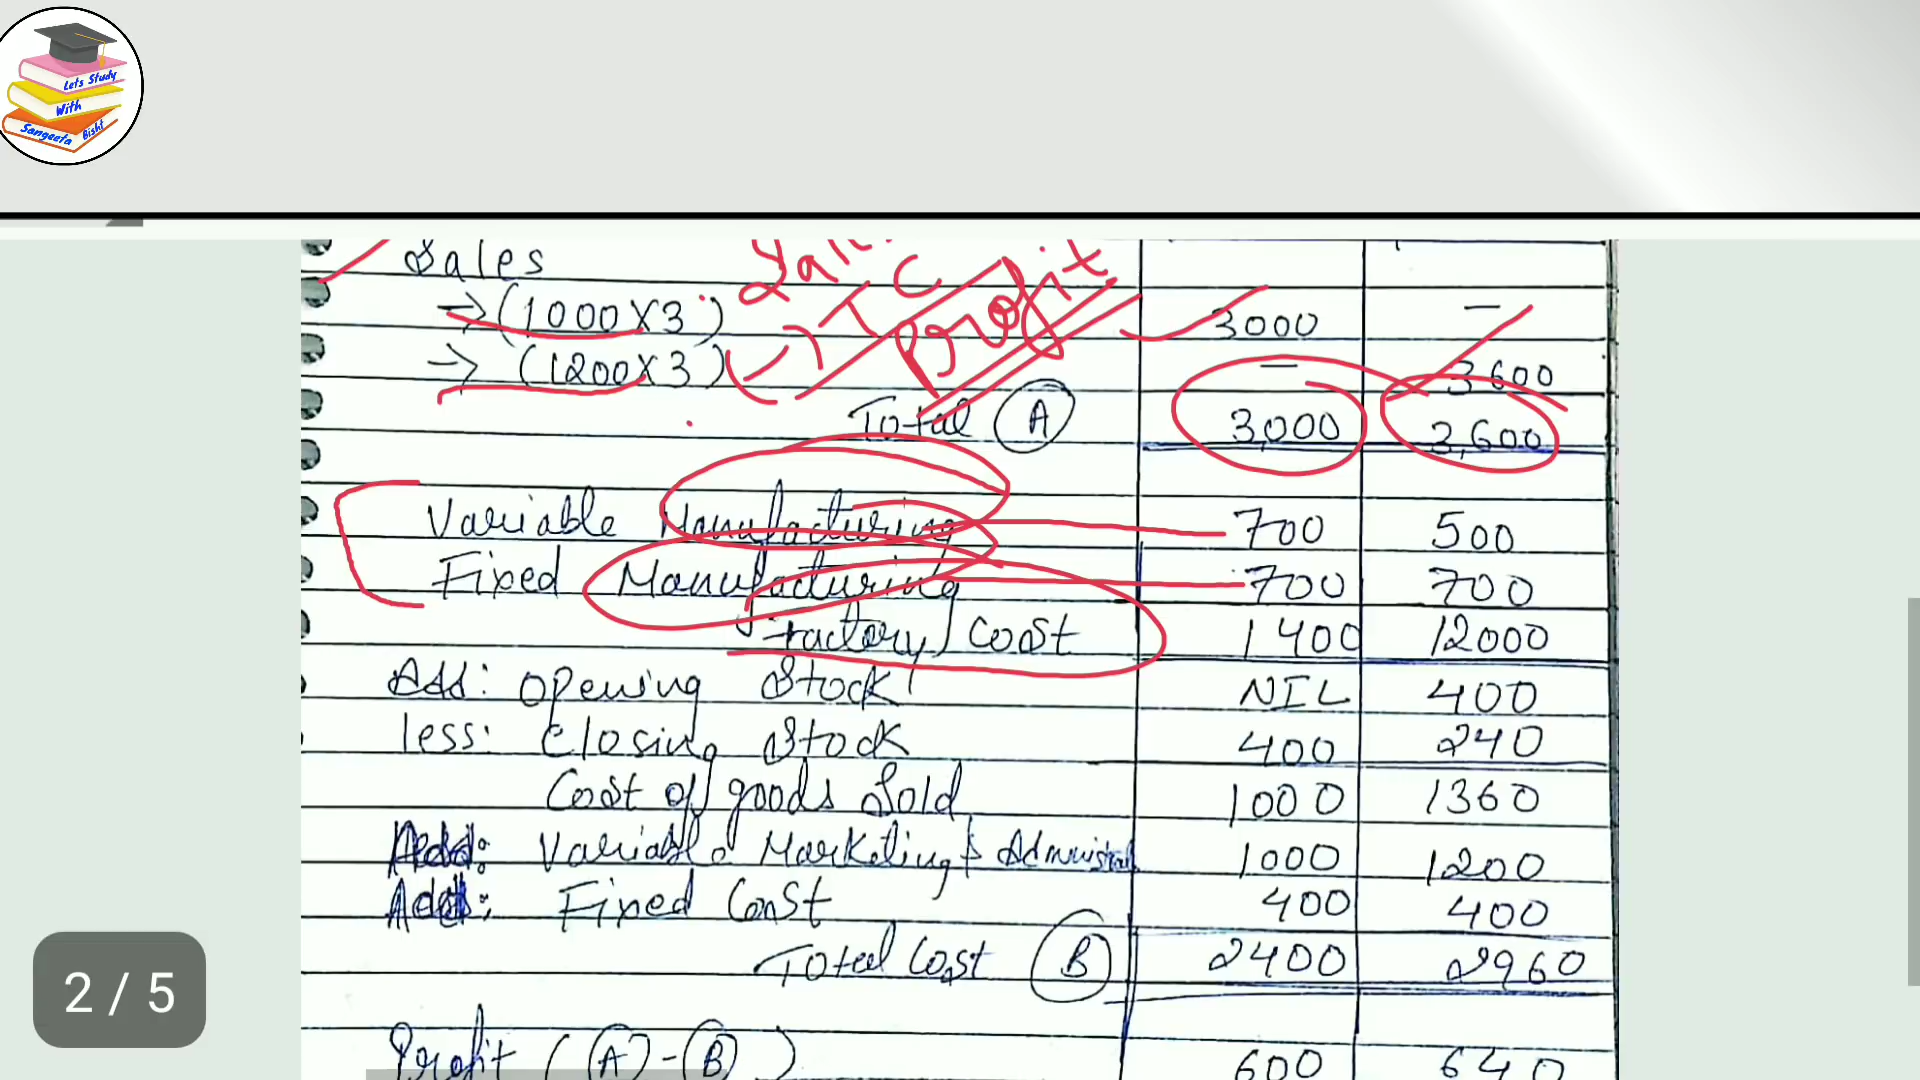 Lets Study
With
Sangeeta Bisht
Sales
→ (1000X3) 3000 —
→ (1200X3) — 3600
Total (A) 3,000 3,600
(-) TC
Profit
Variable Manufacturing 700 500
Fixed Manufacturing 700 700
Factory Cost 1400 12000
Add: Opening Stock NIL 400
less: Closing Stock 400 240
Cost of goods Sold 1000 1360
Add: Variable Marketing & 1000 1200
Add: Fixed Cost 400 400
Total Cost (B) 2400 2960
Profit (A) - (B) 600 640
2 / 5